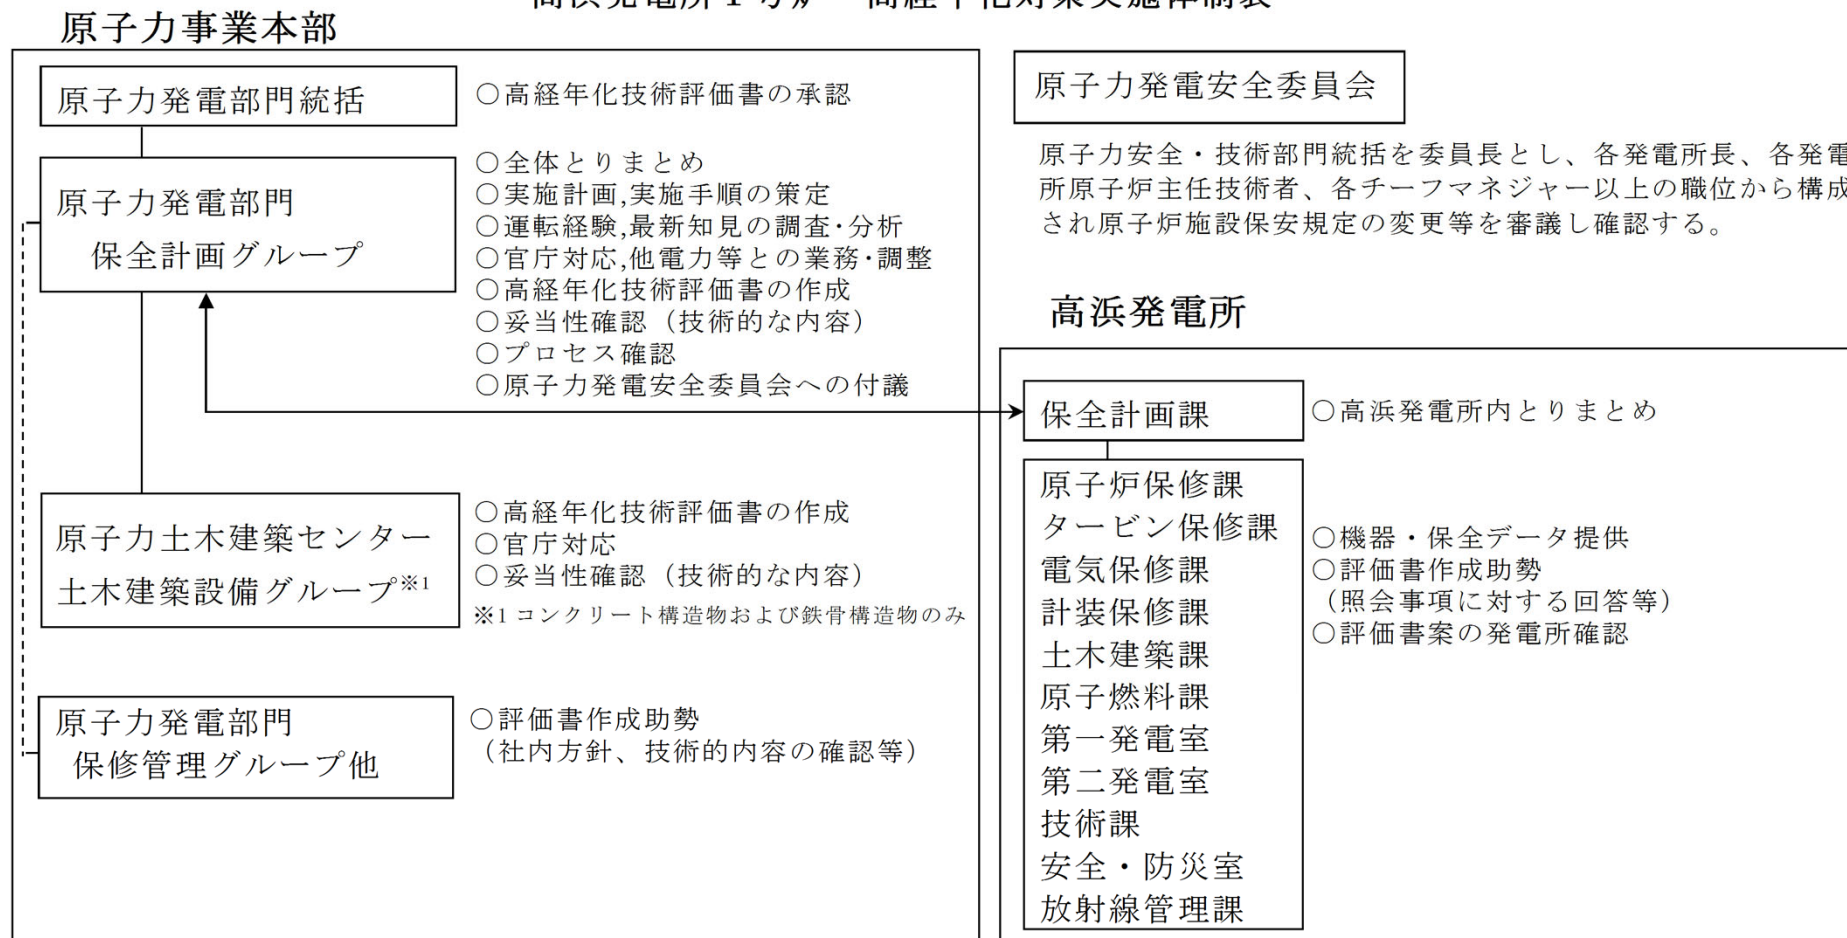 高浜発電所1号炉 高経年化対策実施体制表
原子力事業本部
原子力発電部門統括
○高経年化技術評価書の承認
原子力発電部門
保全計画グループ
○全体とりまとめ
○実施計画,実施手順の策定
○運転経験,最新知見の調査･分析
○官庁対応,他電力等との業務･調整
○高経年化技術評価書の作成
○妥当性確認（技術的な内容）
○プロセス確認
○原子力発電安全委員会への付議
原子力土木建築センター
土木建築設備グループ※1
○高経年化技術評価書の作成
○官庁対応
○妥当性確認（技術的な内容）
※1 コンクリート構造物および鉄骨構造物のみ
原子力発電部門
保修管理グループ他
○評価書作成助勢
（社内方針、技術的内容の確認等）
原子力発電安全委員会
原子力安全・技術部門統括を委員長とし、各発電所長、各発電
所原子炉主任技術者、各チーフマネジャー以上の職位から構成
され原子炉施設保安規定の変更等を審議し確認する。
高浜発電所
保全計画課
○高浜発電所内とりまとめ
原子炉保修課
タービン保修課
電気保修課
計装保修課
土木建築課
原子燃料課
第一発電室
第二発電室
技術課
安全・防災室
放射線管理課
○機器・保全データ提供
○評価書作成助勢
（照会事項に対する回答等）
○評価書案の発電所確認